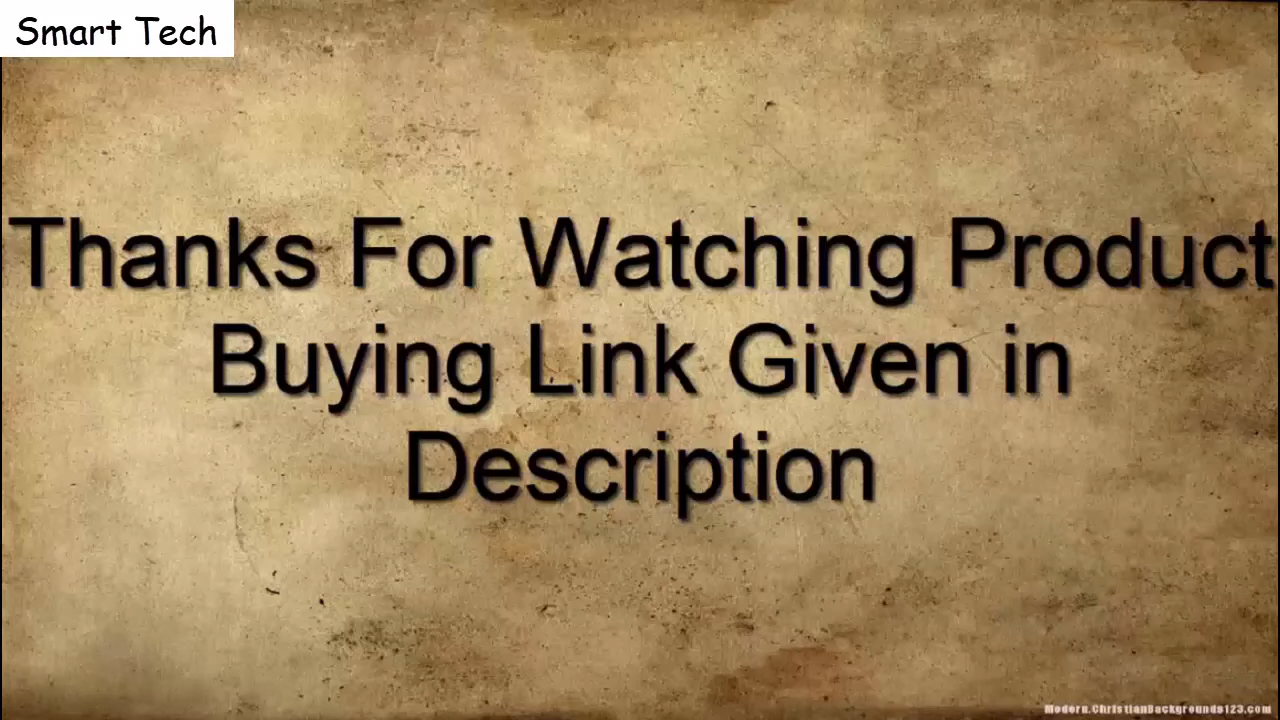 Smart Tech
Thanks For Watching Product
Buying Link Given in
Description
Modern.ChristianBackgrounds123.com